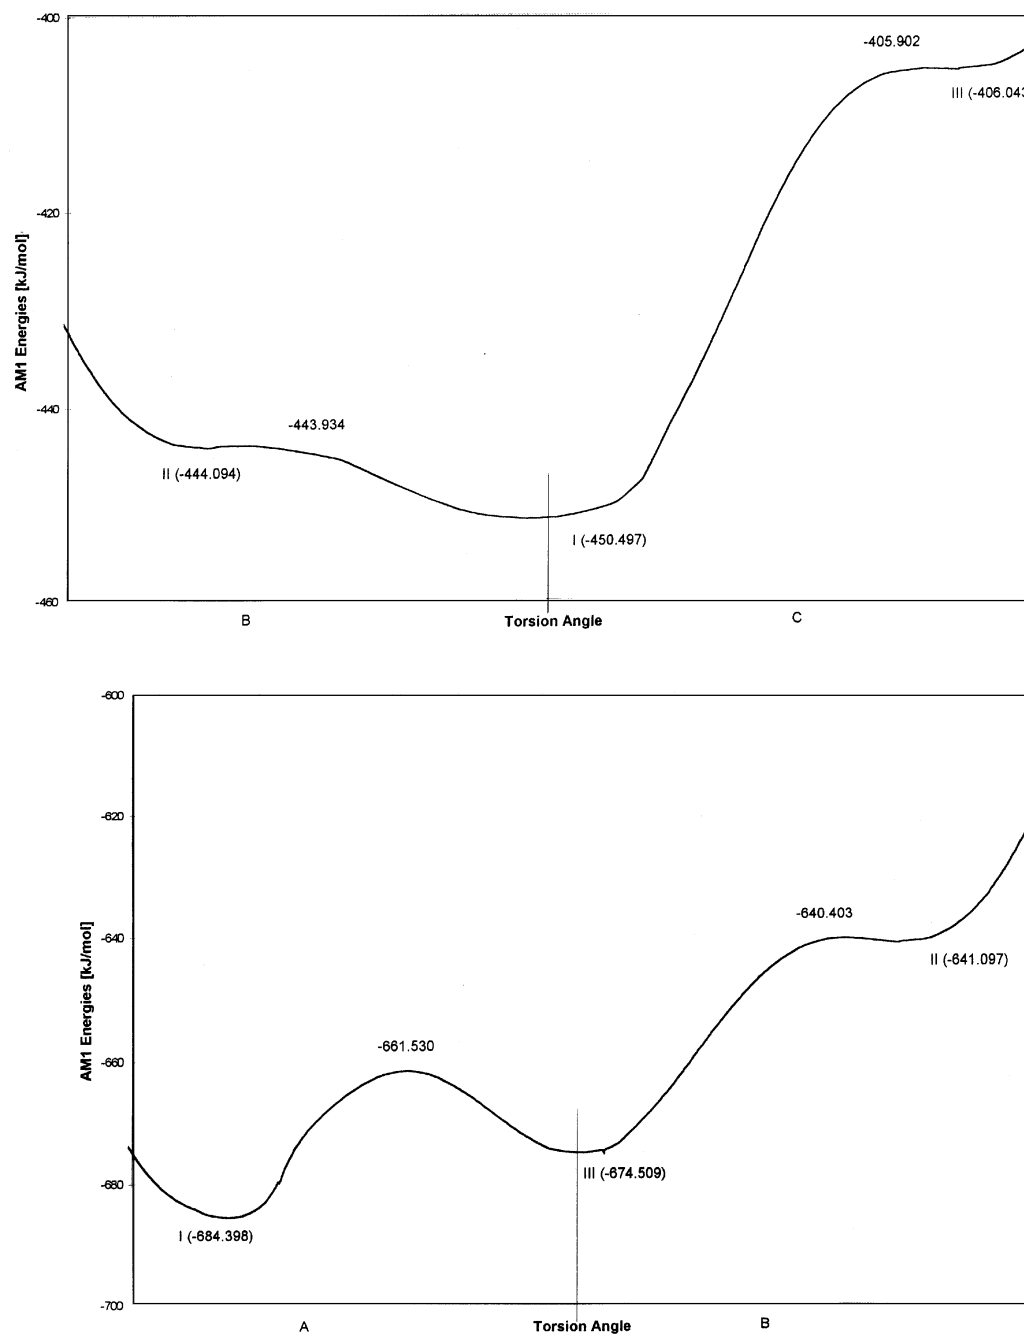 -400
-405.902
III (-406.043
-420
AM1 Energies [kJ/mol]
-440
-443.934
II (-444.094)
I (-450.497)
-460
B
Torsion Angle
C
-600
-620
-640.403
-640
II (-641.097)
AM1 Energies [kJ/mol]
-661.530
-660
III (-674.509)
-680
I (-684.398)
-700
A
Torsion Angle
B